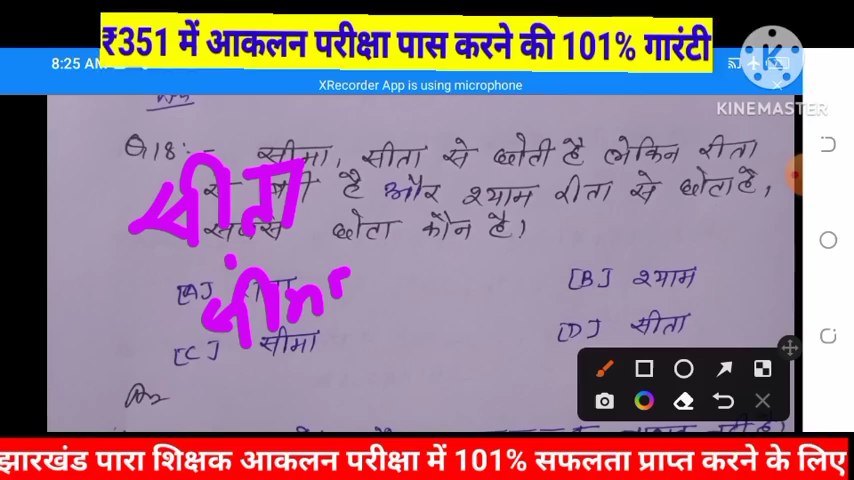 ₹351 में आकलन परीक्षा पास करने की 101% गारंटी
8:25 AM
XRecorder App is using microphone
KINEMASTER
Q18:- सीमा, सीता से छोटी है लेकिन रीता
है और श्याम रीता से छोटा है,
सबसे छोटा कौन है?
[A]
[B] श्याम
[C] सीमा
[D] सीता
सीता
Ans
झारखंड पारा शिक्षक आकलन परीक्षा में 101% सफलता प्राप्त करने के लिए